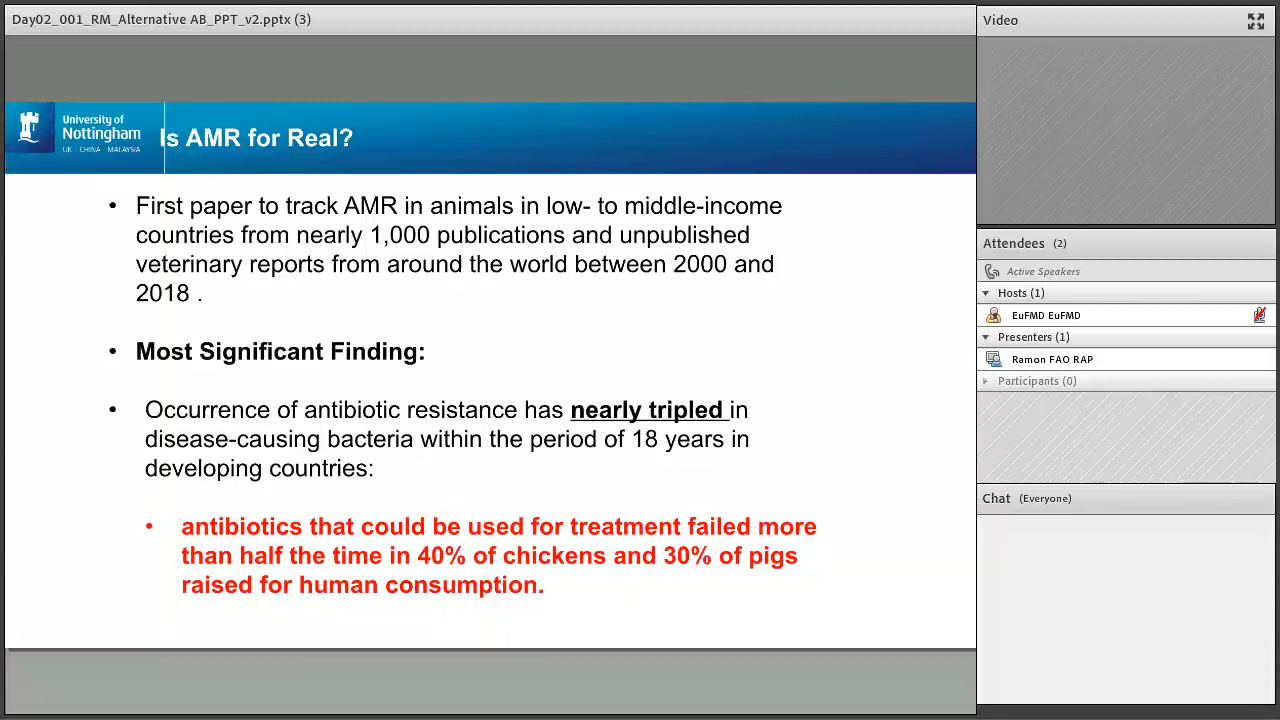 Day02_001_RM_Alternative AB_PPT_v2.pptx (3)
University of
Nottingham
UK · CHINA · MALAYSIA
Is AMR for Real?
• First paper to track AMR in animals in low- to middle-income
countries from nearly 1,000 publications and unpublished
veterinary reports from around the world between 2000 and
2018 .
• Most Significant Finding:
• Occurrence of antibiotic resistance has nearly tripled in
disease-causing bacteria within the period of 18 years in
developing countries:
• antibiotics that could be used for treatment failed more
than half the time in 40% of chickens and 30% of pigs
raised for human consumption.
Video
Attendees (2)
Active Speakers
Hosts (1)
EuFMD EuFMD
Presenters (1)
Ramon FAO RAP
Participants (0)
Chat (Everyone)